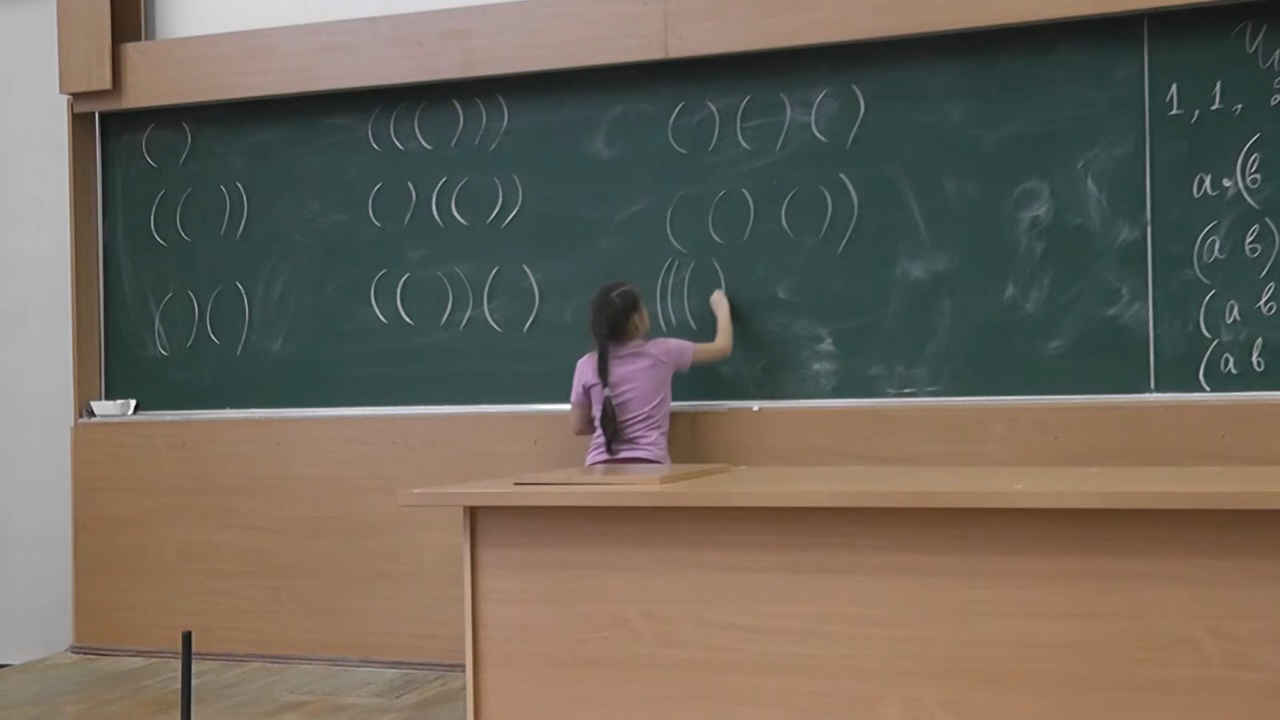 ( )
(( ))
( )( )
((( )))
( )(( ))
(( ))( )
( )( )( )
(( )( ))
((( )
1, 1,
a·(в
(a в)
(a в
(a в